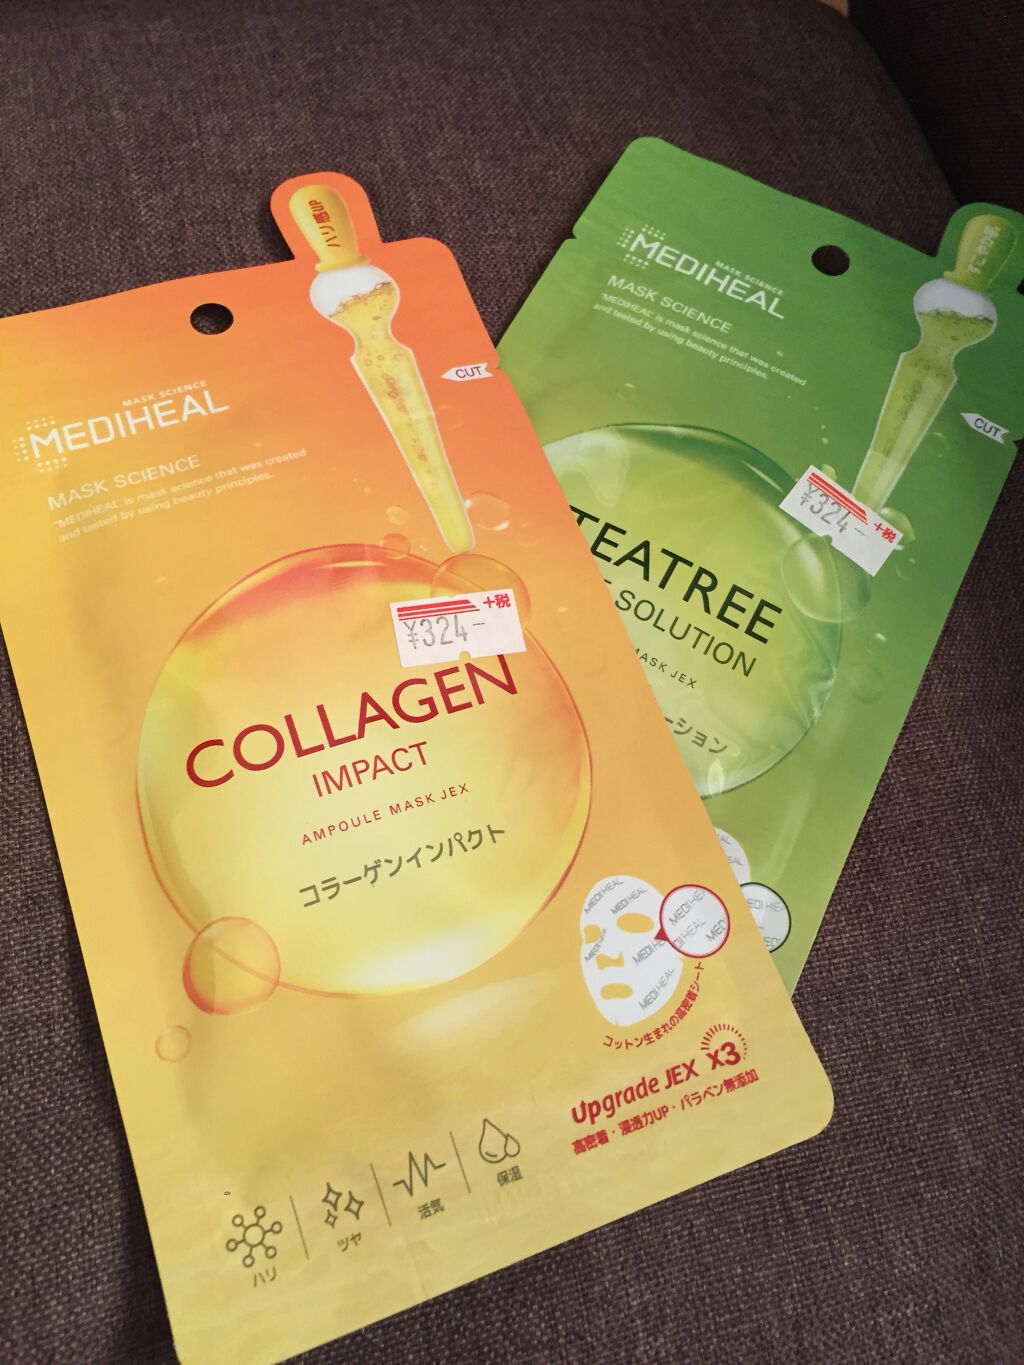 ハリ感UP
CUT
MASK SCIENCE
MEDIHEAL
MASK SCIENCE
'MEDIHEAL' is mask science that was created
and tested by using beauty principles.
+税
¥324-
COLLAGEN
IMPACT
AMPOULE MASK JEX
コラーゲンインパクト
MEDIHEAL
MEDIHEAL
コットン生まれの高密着シート
Upgrade JEX X3
高密着・浸透力UP・パラベン無添加
ハリ
ツヤ
活気
保湿
MASK SCIENCE
MEDIHEAL
MASK SCIENCE
'MEDIHEAL' is mask science that was created
and tested by using beauty principles.
CUT
¥324-
+税
TEATREE
SOLUTION
MASK JEX
ーション